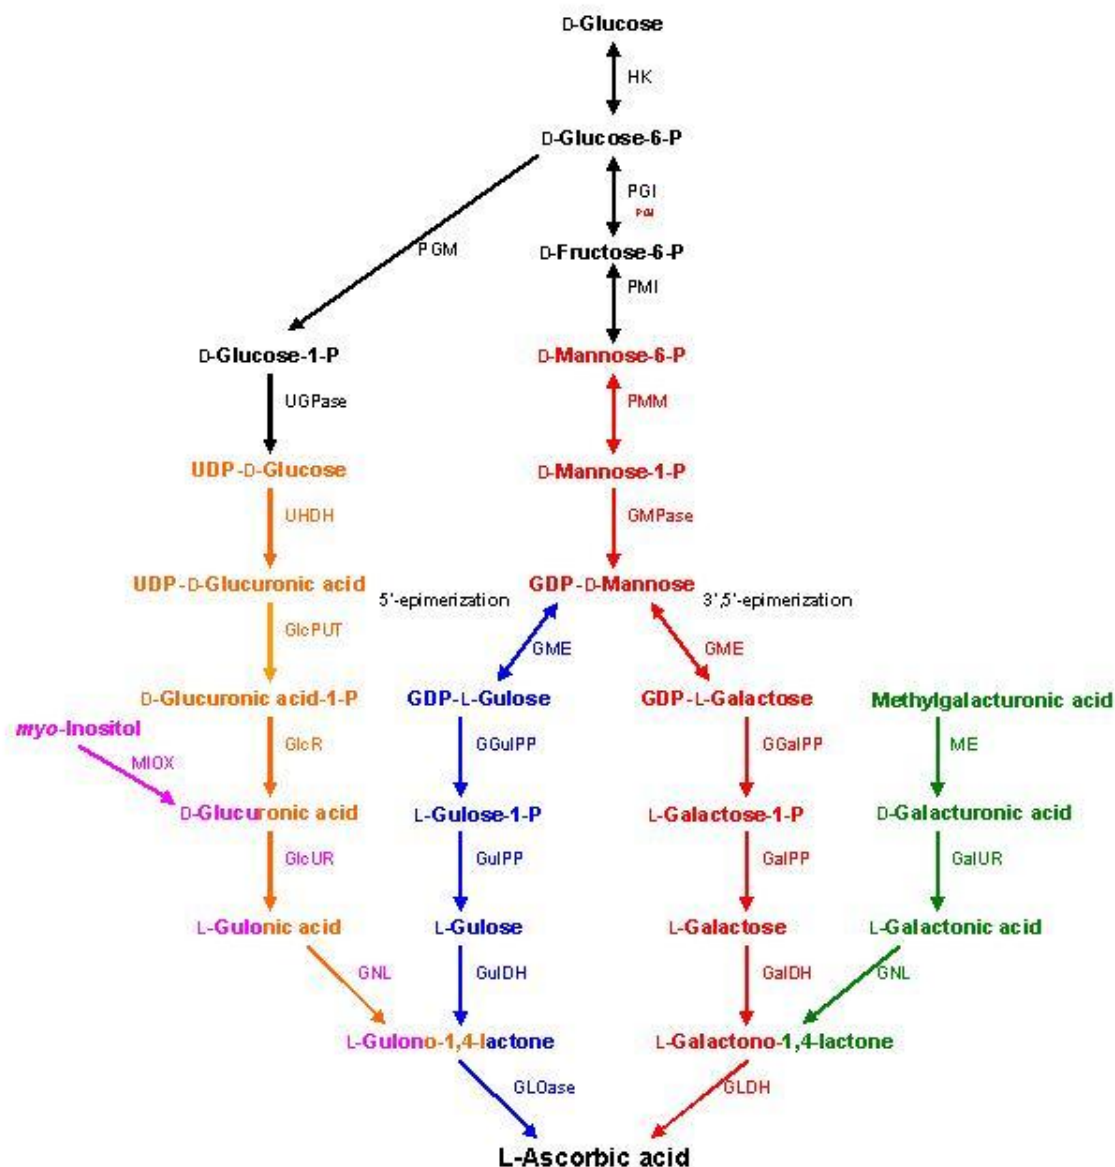 D-Glucose
HK
D-Glucose-6-P
PGI
PGI
PGM
D-Fructose-6-P
PMI
D-Glucose-1-P
D-Mannose-6-P
UGPase
PMM
UDP-D-Glucose
D-Mannose-1-P
UHDH
GMPase
UDP-D-Glucuronic acid
GDP-D-Mannose
5'-epimerization
3',5'-epimerization
GlcPUT
GME
GME
D-Glucuronic acid-1-P
GDP-L-Gulose
GDP-L-Galactose
Methylgalacturonic acid
myo-Inositol
GlcR
GGulPP
GGalPP
ME
MIOX
D-Glucuronic acid
L-Gulose-1-P
L-Galactose-1-P
D-Galacturonic acid
GlcUR
GulPP
GalPP
GalUR
L-Gulonic acid
L-Gulose
L-Galactose
L-Galactonic acid
GNL
GulDH
GalDH
GNL
L-Gulono-1,4-lactone
L-Galactono-1,4-lactone
GLOase
GLDH
L-Ascorbic acid